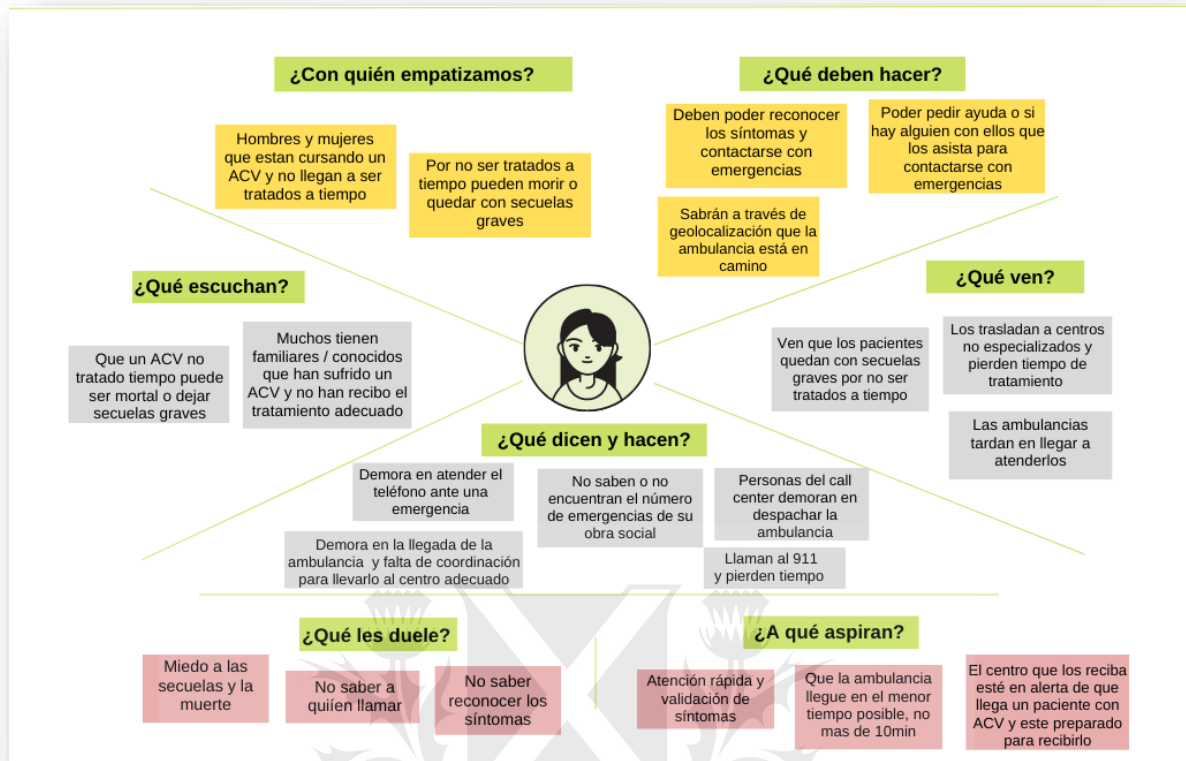 ¿Con quién empatizamos?
Hombres y mujeres
que estan cursando un
ACV y no llegan a ser
tratados a tiempo
Por no ser tratados a
tiempo pueden morir o
quedar con secuelas
graves
¿Qué deben hacer?
Deben poder reconocer
los síntomas y
contactarse con
emergencias
Poder pedir ayuda o si
hay alguien con ellos que
los asista para
contactarse con
emergencias
Sabrán a través de
geolocalización que la
ambulancia está en
camino
¿Qué escuchan?
Que un ACV no
tratado tiempo puede
ser mortal o dejar
secuelas graves
Muchos tienen
familiares / conocidos
que han sufrido un
ACV y no han recibo el
tratamiento adecuado
¿Qué ven?
Ven que los pacientes
quedan con secuelas
graves por no ser
tratados a tiempo
Los trasladan a centros
no especializados y
pierden tiempo de
tratamiento
Las ambulancias
tardan en llegar a
atenderlos
¿Qué dicen y hacen?
Demora en atender el
teléfono ante una
emergencia
No saben o no
encuentran el número
de emergencias de su
obra social
Personas del call
center demoran en
despachar la
ambulancia
Demora en la llegada de la
ambulancia y falta de coordinación
para llevarlo al centro adecuado
Llaman al 911
y pierden tiempo
¿Qué les duele?
Miedo a las
secuelas y la
muerte
No saber a
quiíen llamar
No saber
reconocer los
síntomas
¿A qué aspiran?
Atención rápida y
validación de
síntomas
Que la ambulancia
llegue en el menor
tiempo posible, no
mas de 10min
El centro que los reciba
esté en alerta de que
llega un paciente con
ACV y este preparado
para recibirlo